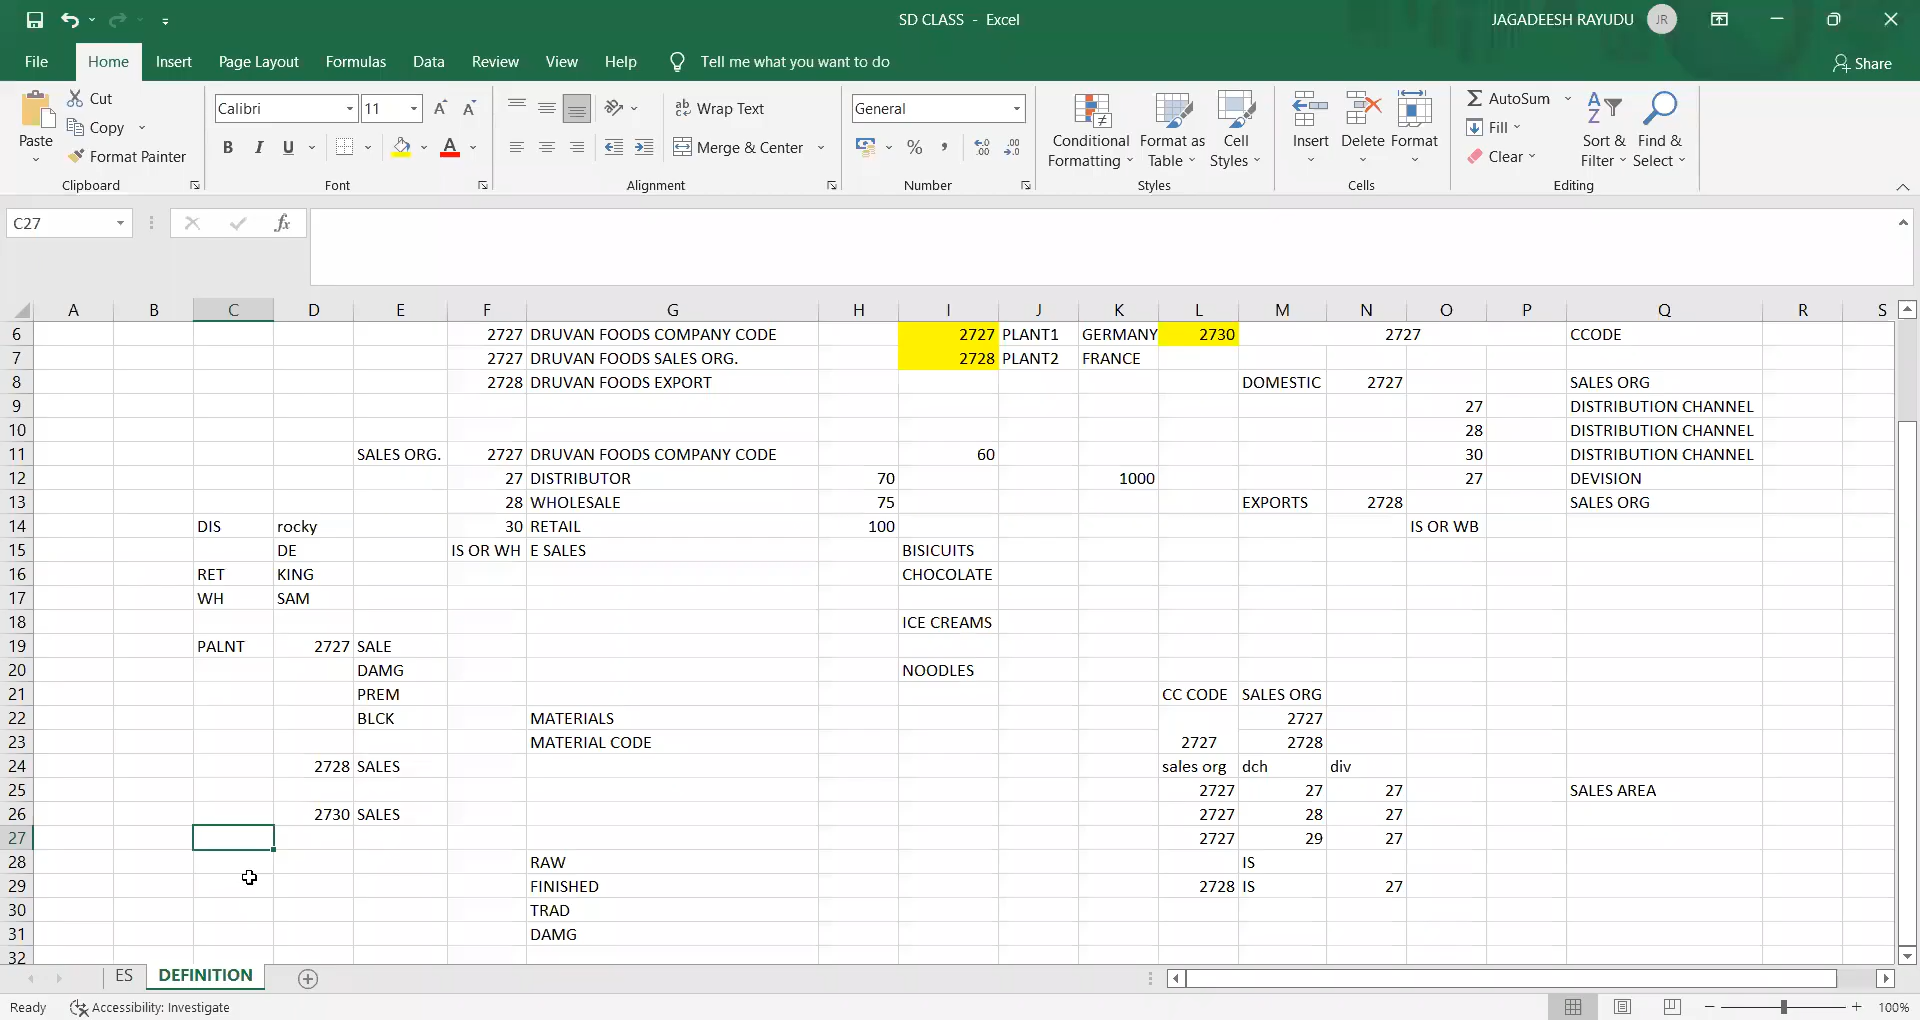 SD CLASS - Excel
JAGADEESH RAYUDU JR
File Home Insert Page Layout Formulas Data Review View Help Tell me what you want to do Share
Cut
Copy
Format Painter
Paste
Clipboard
Calibri 11
B I U
Font
Wrap Text
Merge & Center
Alignment
General
Number
Conditional Formatting
Format as Table
Cell Styles
Styles
Insert Delete Format
Cells
AutoSum
Fill
Clear
Sort & Filter
Find & Select
Editing
C27 fx
A B C D E F G H I J K L M N O P Q R S
6 2727 DRUVAN FOODS COMPANY CODE 2727 PLANT1 GERMANY 2730 2727 CCODE
7 2727 DRUVAN FOODS SALES ORG. 2728 PLANT2 FRANCE
8 2728 DRUVAN FOODS EXPORT DOMESTIC 2727 SALES ORG
9 27 DISTRIBUTION CHANNEL
10 28 DISTRIBUTION CHANNEL
11 SALES ORG. 2727 DRUVAN FOODS COMPANY CODE 60 30 DISTRIBUTION CHANNEL
12 27 DISTRIBUTOR 70 1000 27 DEVISION
13 28 WHOLESALE 75 EXPORTS 2728 SALES ORG
14 DIS rocky 30 RETAIL 100 IS OR WB
15 DE IS OR WH E SALES BISICUITS
16 RET KING CHOCOLATE
17 WH SAM
18 ICE CREAMS
19 PALNT 2727 SALE
20 DAMG NOODLES
21 PREM CC CODE SALES ORG
22 BLCK MATERIALS 2727
23 MATERIAL CODE 2727 2728
24 2728 SALES sales org dch div
25 2727 27 27 SALES AREA
26 2730 SALES 2727 28 27
27 2727 29 27
28 RAW IS
29 FINISHED 2728 IS 27
30 TRAD
31 DAMG
32
ES DEFINITION
Ready Accessibility: Investigate 100%